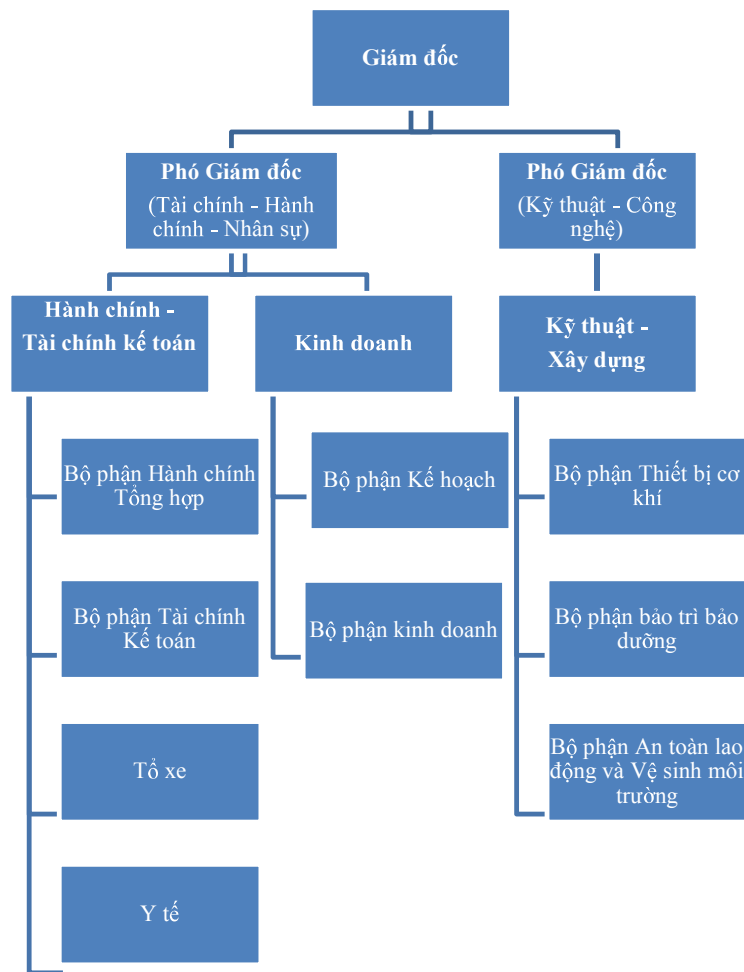 Giám đốc
Phó Giám đốc
(Tài chính - Hành
chính - Nhân sự)
Phó Giám đốc
(Kỹ thuật - Công
nghệ)
Hành chính -
Tài chính kế toán
Kinh doanh
Kỹ thuật -
Xây dựng
Bộ phận Hành chính
Tổng hợp
Bộ phận Tài chính
Kế toán
Tổ xe
Y tế
Bộ phận Kế hoạch
Bộ phận kinh doanh
Bộ phận Thiết bị cơ
khí
Bộ phận bảo trì bảo
dưỡng
Bộ phận An toàn lao
động và Vệ sinh môi
trường